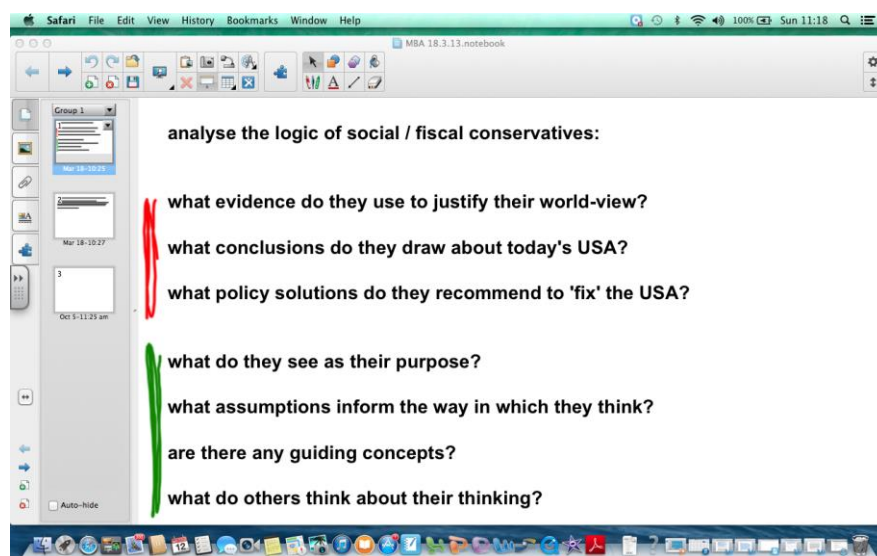 Safari File Edit View History Bookmarks Window Help 100% Sun 11:18
MBA 18.3.13.notebook
Group 1
1
Mar 18-10:25
2
Mar 18-10:27
3
Oct 5-11:25 am
Auto-hide
analyse the logic of social / fiscal conservatives:
what evidence do they use to justify their world-view?
what conclusions do they draw about today's USA?
what policy solutions do they recommend to 'fix' the USA?
what do they see as their purpose?
what assumptions inform the way in which they think?
are there any guiding concepts?
what do others think about their thinking?